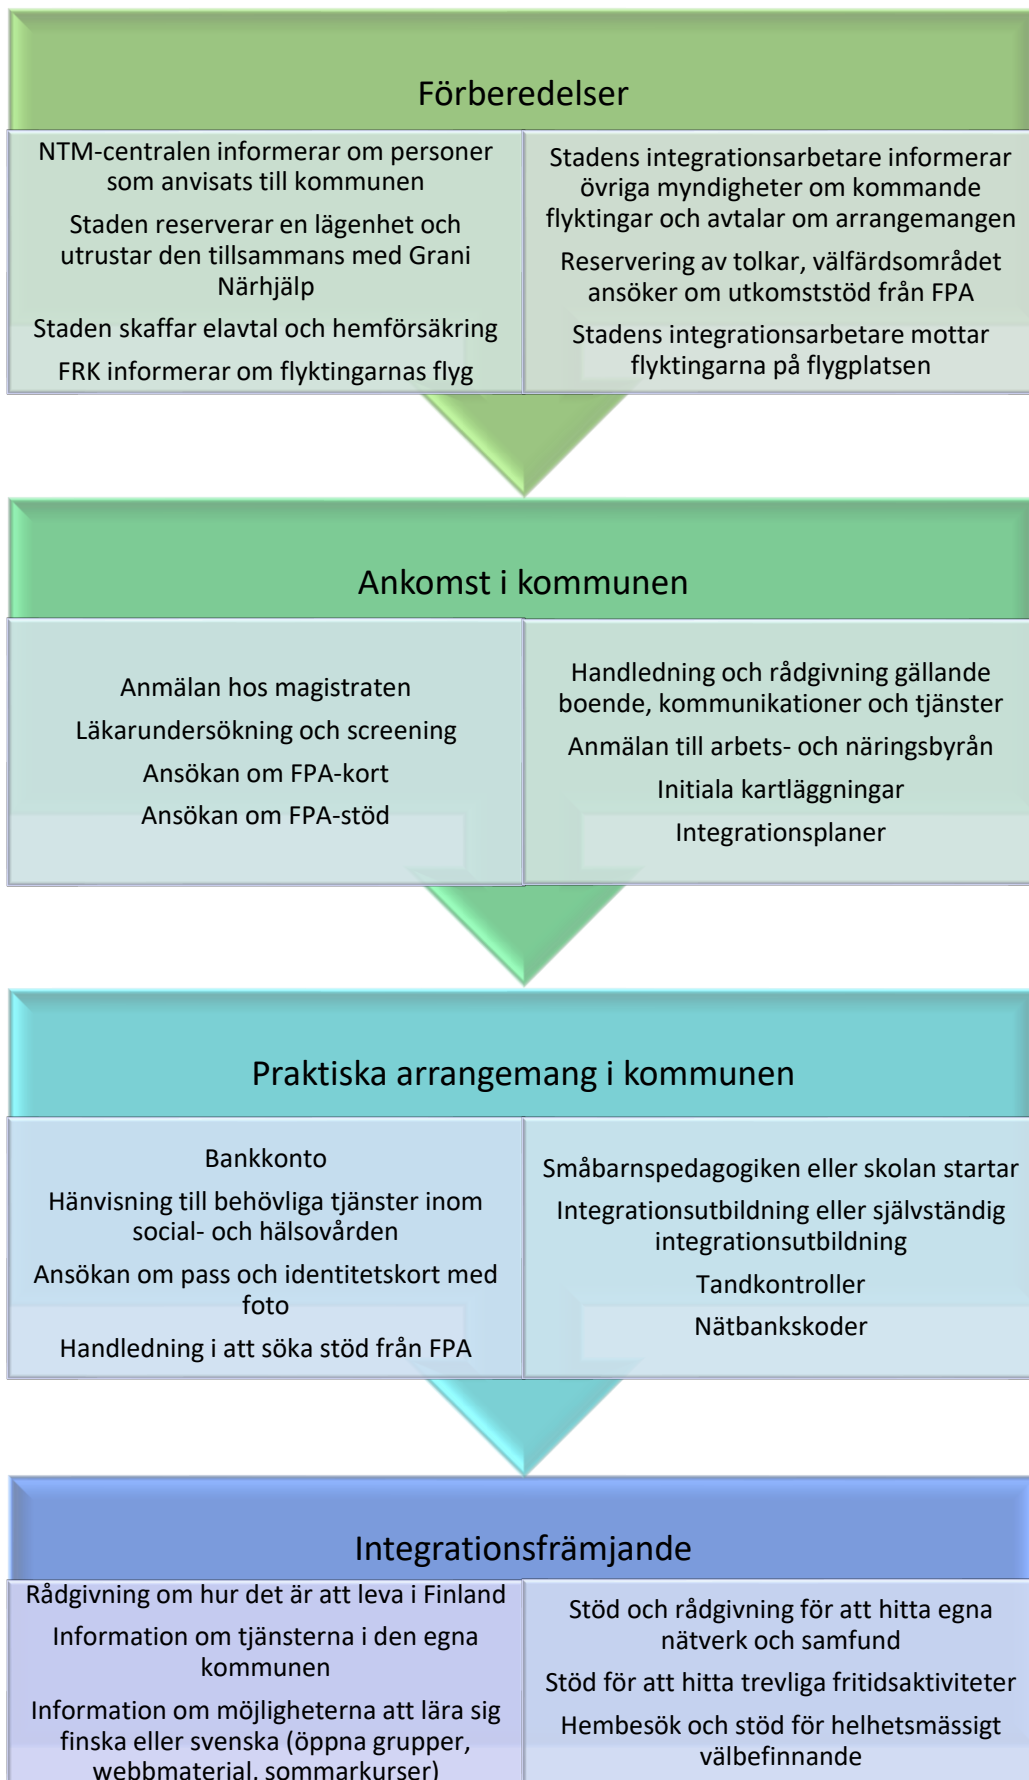 Förberedelser
NTM-centralen informerar om personer
som anvisats till kommunen
Staden reserverar en lägenhet och
utrustar den tillsammans med Grani
Närhjälp
Staden skaffar elavtal och hemförsäkring
FRK informerar om flyktingarnas flyg
Stadens integrationsarbetare informerar
övriga myndigheter om kommande
flyktingar och avtalar om arrangemangen
Reservering av tolkar, välfärdsområdet
ansöker om utkomststöd från FPA
Stadens integrationsarbetare mottar
flyktingarna på flygplatsen
Ankomst i kommunen
Anmälan hos magistraten
Läkarundersökning och screening
Ansökan om FPA-kort
Ansökan om FPA-stöd
Handledning och rådgivning gällande
boende, kommunikationer och tjänster
Anmälan till arbets- och näringsbyrån
Initiala kartläggningar
Integrationsplaner
Praktiska arrangemang i kommunen
Bankkonto
Hänvisning till behövliga tjänster inom
social- och hälsovården
Ansökan om pass och identitetskort med
foto
Handledning i att söka stöd från FPA
Småbarnspedagogiken eller skolan startar
Integrationsutbildning eller självständig
integrationsutbildning
Tandkontroller
Nätbankskoder
Integrationsfrämjande
Rådgivning om hur det är att leva i Finland
Information om tjänsterna i den egna
kommunen
Information om möjligheterna att lära sig
finska eller svenska (öppna grupper,
webbmaterial, sommarkurser)
Stöd och rådgivning för att hitta egna
nätverk och samfund
Stöd för att hitta trevliga fritidsaktiviteter
Hembesök och stöd för helhetsmässigt
välbefinnande